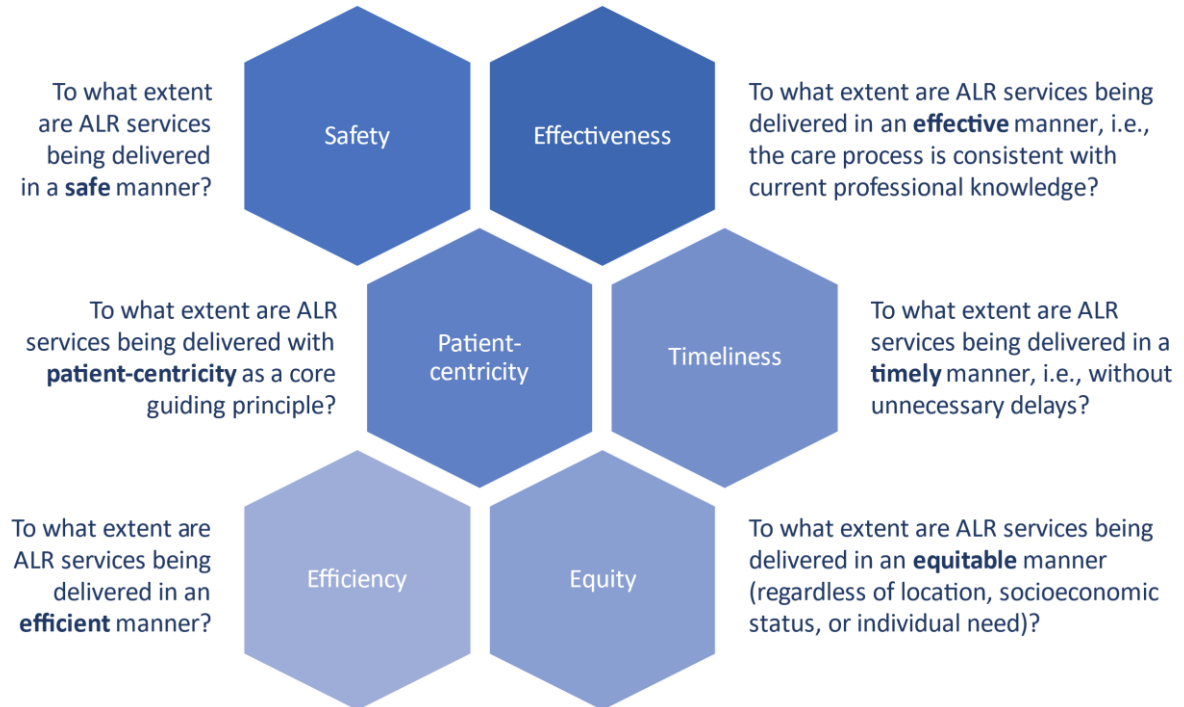 To what extent
are ALR services
being delivered
in a safe manner?
Safety
Effectiveness
To what extent are ALR services being
delivered in an effective manner, i.e.,
the care process is consistent with
current professional knowledge?
To what extent are ALR
services being delivered with
patient-centricity as a core
guiding principle?
Patient-
centricity
Timeliness
To what extent are ALR
services being delivered in a
timely manner, i.e., without
unnecessary delays?
To what extent are
ALR services being
delivered in an
efficient manner?
Efficiency
Equity
To what extent are ALR services being
delivered in an equitable manner
(regardless of location, socioeconomic
status, or individual need)?